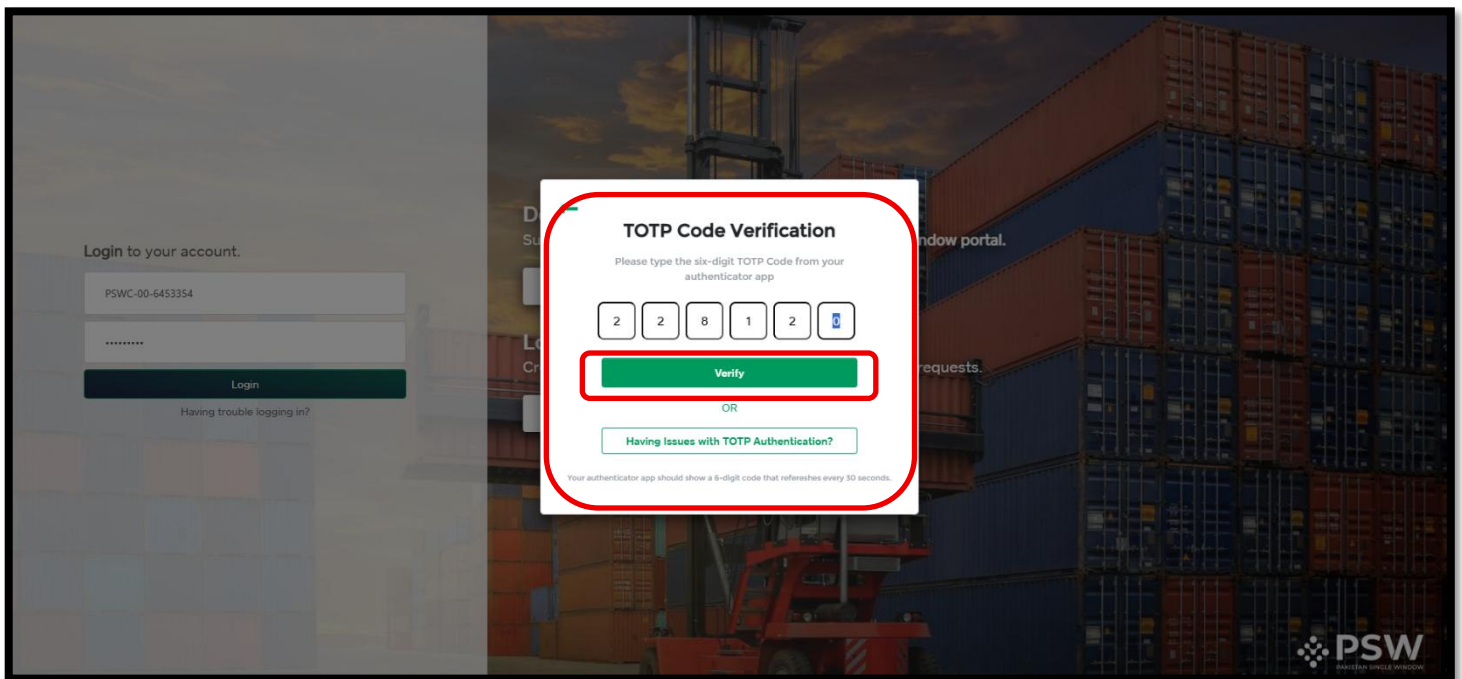 Login to your account.
PSWC-00-6453354
Login
Having trouble logging in?
D
Su
ndow portal.
Lo
Cr
requests.
TOTP Code Verification
Please type the six-digit TOTP Code from your
authenticator app
2 2 8 1 2 0
Verify
OR
Having Issues with TOTP Authentication?
Your authenticator app should show a 6-digit code that refereshes every 30 seconds.
PSW
PAKISTAN SINGLE WINDOW